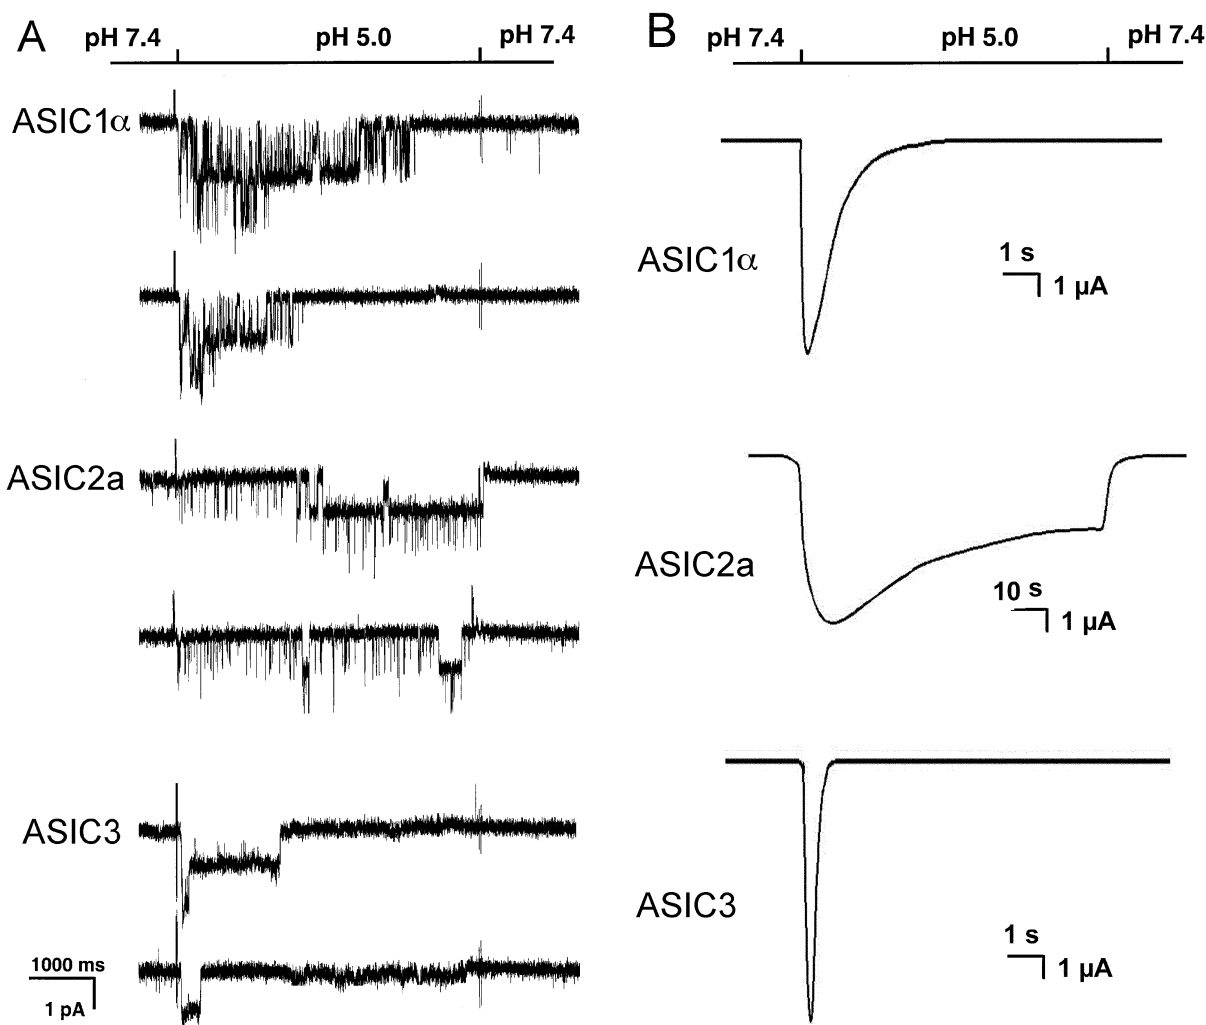 A
pH 7.4 pH 5.0 pH 7.4
ASIC1α
ASIC2a
ASIC3
1000 ms
1 pA
B
pH 7.4 pH 5.0 pH 7.4
ASIC1α
1 s
1 µA
ASIC2a
10 s
1 µA
ASIC3
1 s
1 µA